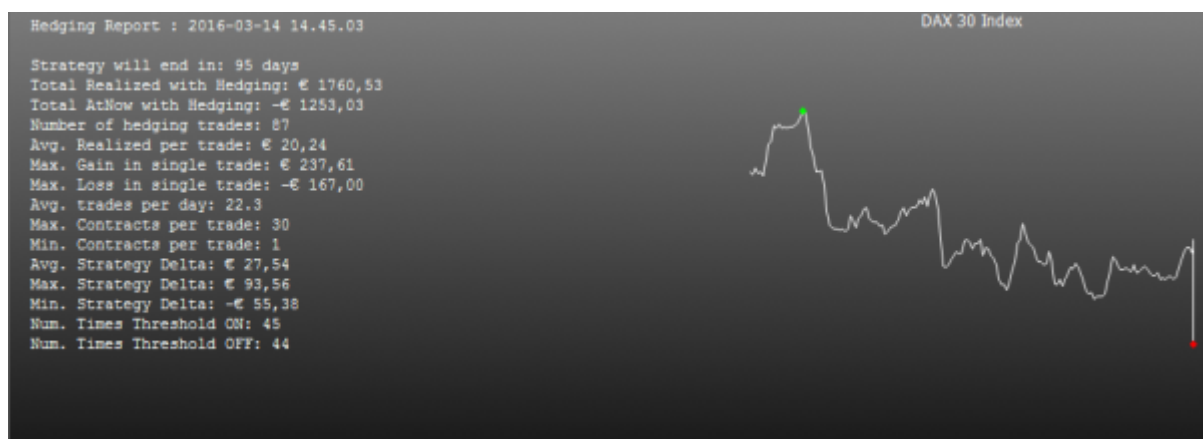 Hedging Report : 2016-03-14 14.45.03
DAX 30 Index
Strategy will end in: 95 days
Total Realized with Hedging: € 1760,53
Total AtNow with Hedging: -€ 1253,03
Number of hedging trades: 87
Avg. Realized per trade: € 20,24
Max. Gain in single trade: € 237,61
Max. Loss in single trade: -€ 167,00
Avg. trades per day: 22.3
Max. Contracts per trade: 30
Min. Contracts per trade: 1
Avg. Strategy Delta: € 27,54
Max. Strategy Delta: € 93,56
Min. Strategy Delta: -€ 55,38
Num. Times Threshold ON: 45
Num. Times Threshold OFF: 44